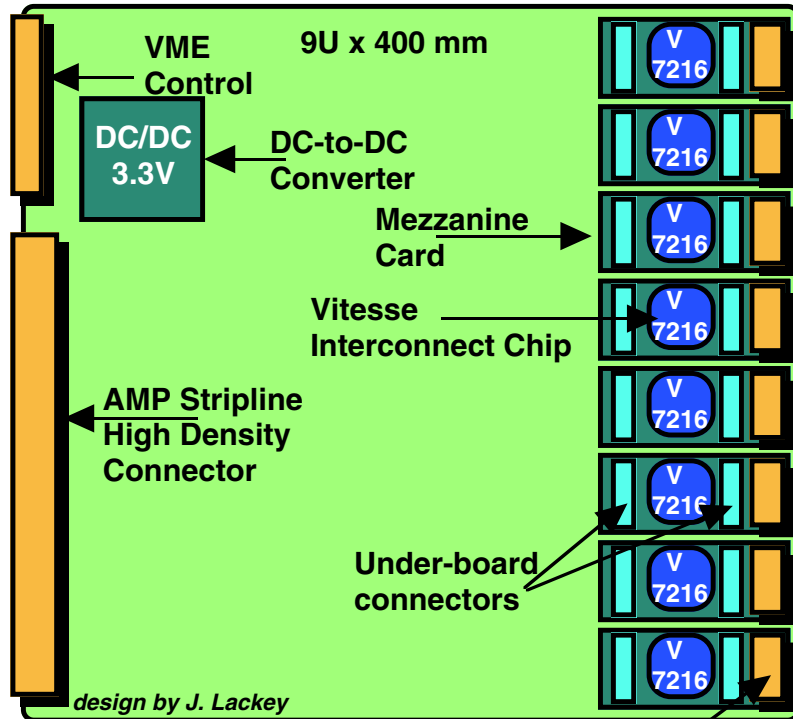 VME
Control
9U x 400 mm
DC/DC
3.3V
DC-to-DC
Converter
Mezzanine
Card
Vitesse
Interconnect Chip
AMP Stripline
High Density
Connector
Under-board
connectors
design by J. Lackey
V
7216
V
7216
V
7216
V
7216
V
7216
V
7216
V
7216
V
7216